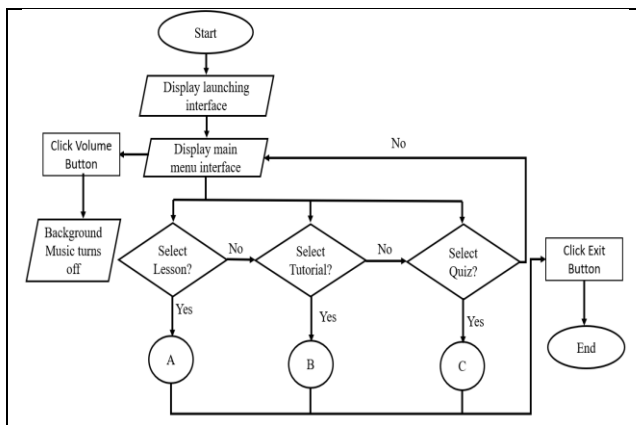 Start
Display launching
interface
Click Volume
Button
Display main
menu interface
No
Background
Music turns
off
Select
Lesson?
No
Select
Tutorial?
No
Select
Quiz?
Click Exit
Button
Yes
Yes
Yes
A
B
C
End